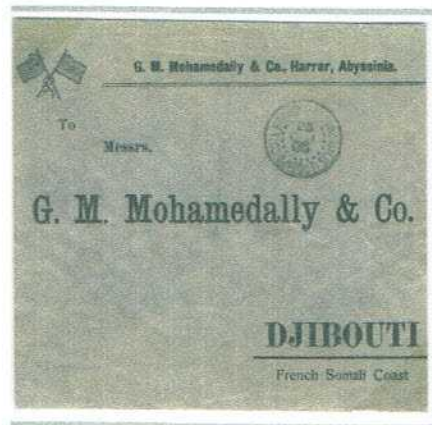 G. M. Mohamedally & Co., Harrar, Abyssinia.
To
Messrs.
G. M. Mohamedally & Co.
DJIBOUTI
French Somali Coast